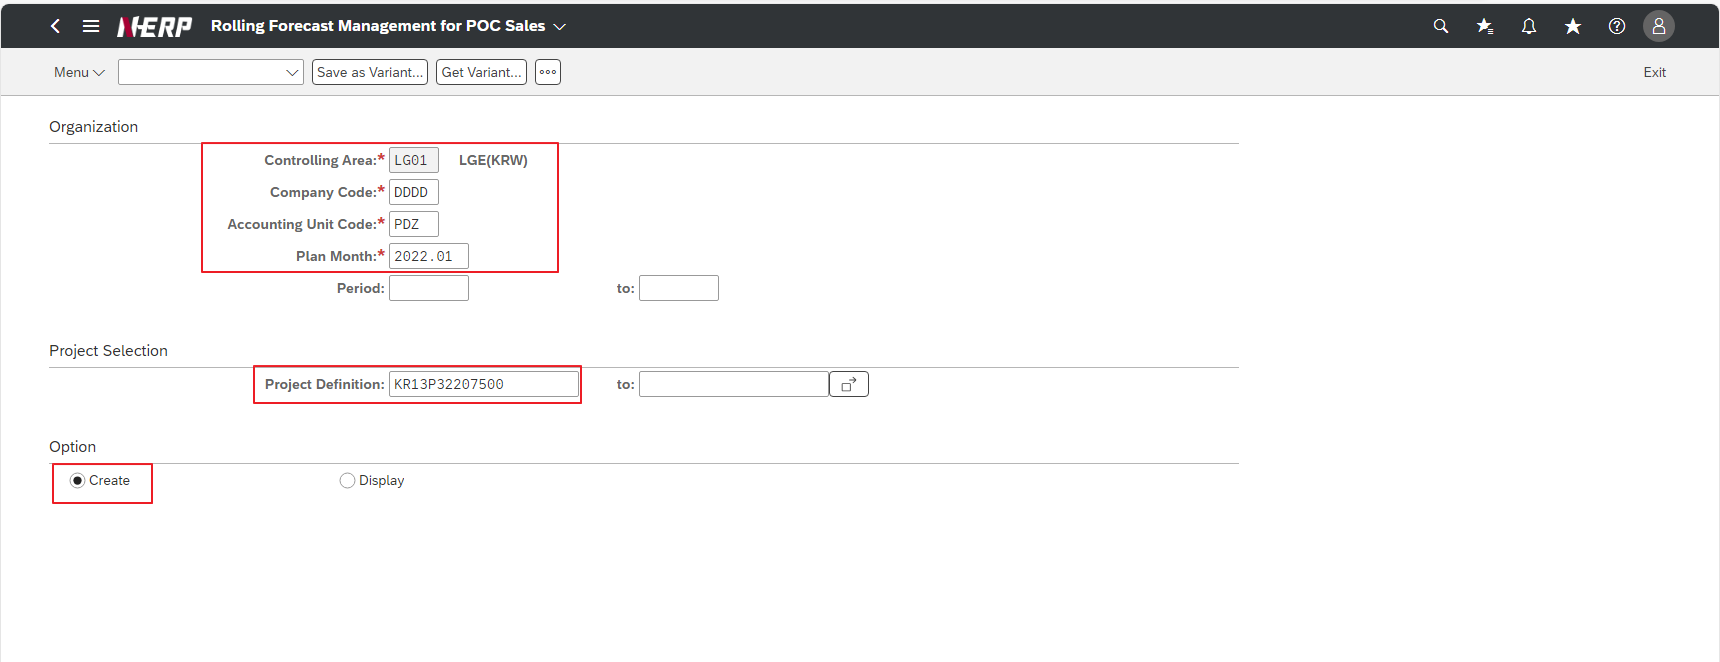 NERP Rolling Forecast Management for POC Sales
Menu Save as Variant... Get Variant... Exit
Organization
Controlling Area:* LG01 LGE(KRW)
Company Code:* DDDD
Accounting Unit Code:* PDZ
Plan Month:* 2022.01
Period: to:
Project Selection
Project Definition: KR13P32207500 to:
Option
Create Display